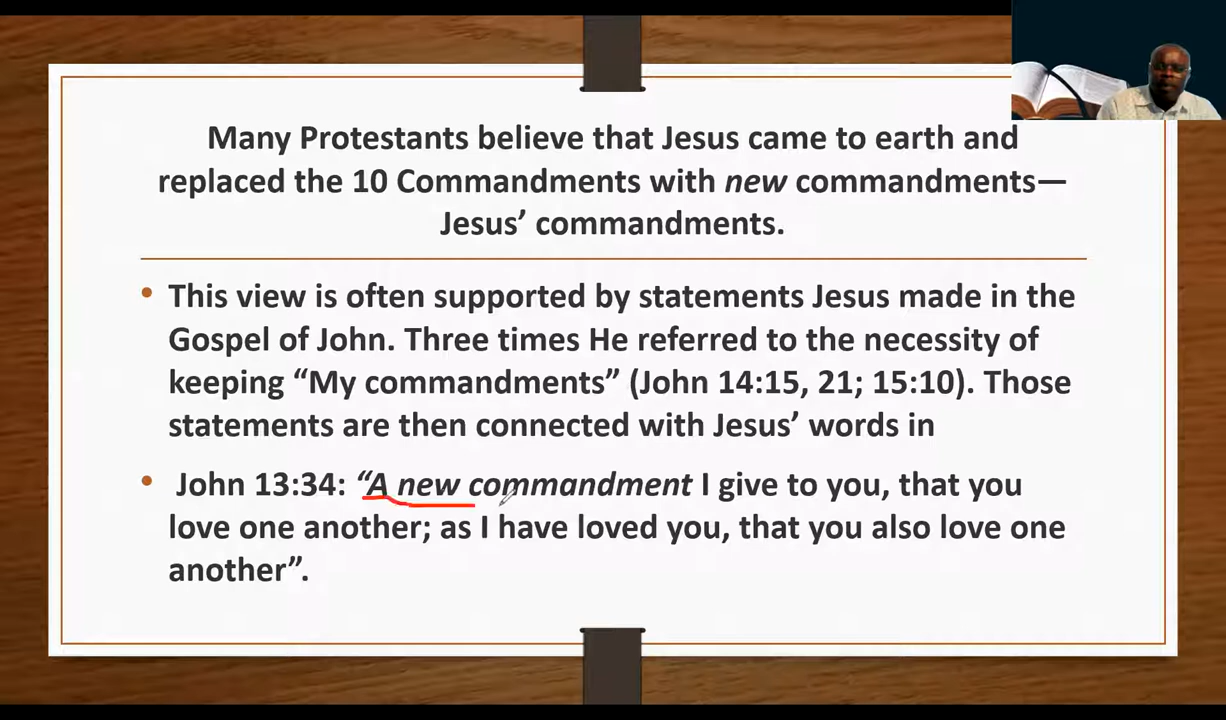 Many Protestants believe that Jesus came to earth and
replaced the 10 Commandments with new commandments—
Jesus’ commandments.
• This view is often supported by statements Jesus made in the
Gospel of John. Three times He referred to the necessity of
keeping “My commandments” (John 14:15, 21; 15:10). Those
statements are then connected with Jesus’ words in
• John 13:34: “A new commandment I give to you, that you
love one another; as I have loved you, that you also love one
another”.